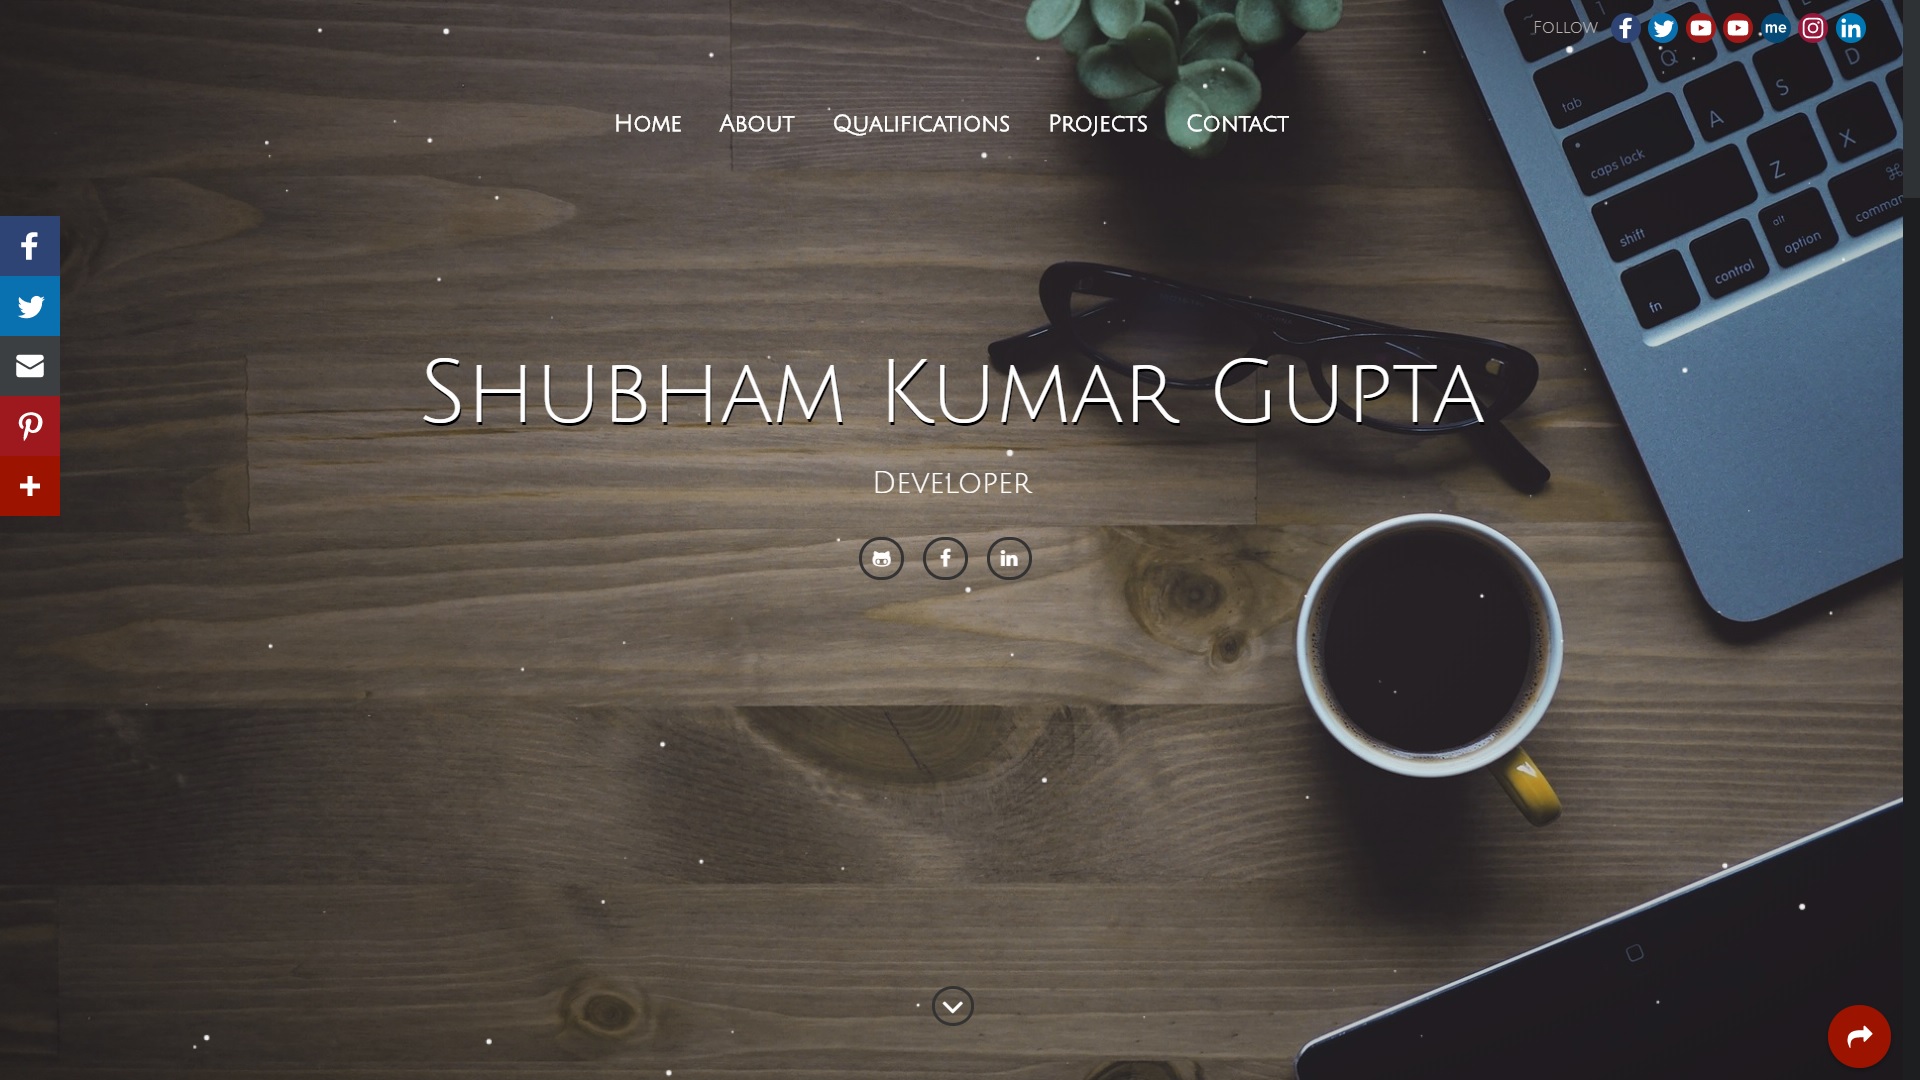 Follow
me
Home About Qualifications Projects Contact
Q D
tab A S
caps lock Z X
shift alt
fn control option
Shubham Kumar Gupta
Developer